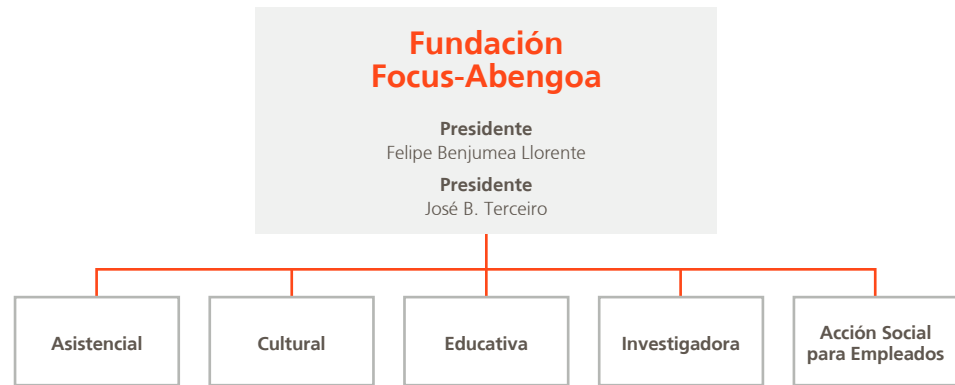 Fundación
Focus-Abengoa
Presidente
Felipe Benjumea Llorente
Presidente
José B. Terceiro
Asistencial
Cultural
Educativa
Investigadora
Acción Social
para Empleados